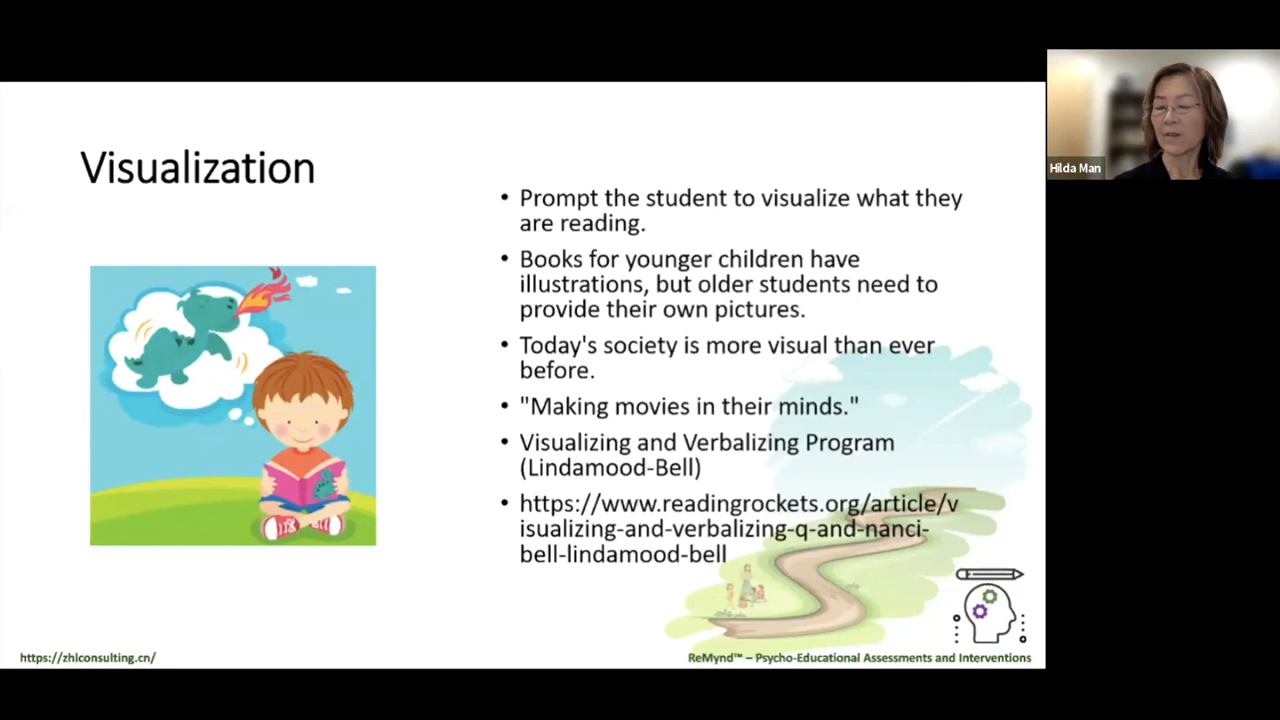 Visualization
• Prompt the student to visualize what they
are reading.
• Books for younger children have
illustrations, but older students need to
provide their own pictures.
• Today's society is more visual than ever
before.
• "Making movies in their minds."
• Visualizing and Verbalizing Program
(Lindamood-Bell)
• https://www.readingrockets.org/article/v
isualizing-and-verbalizing-q-and-nanci-
bell-lindamood-bell
https://zhlconsulting.cn/
ReMynd™ – Psycho-Educational Assessments and Interventions
Hilda Man